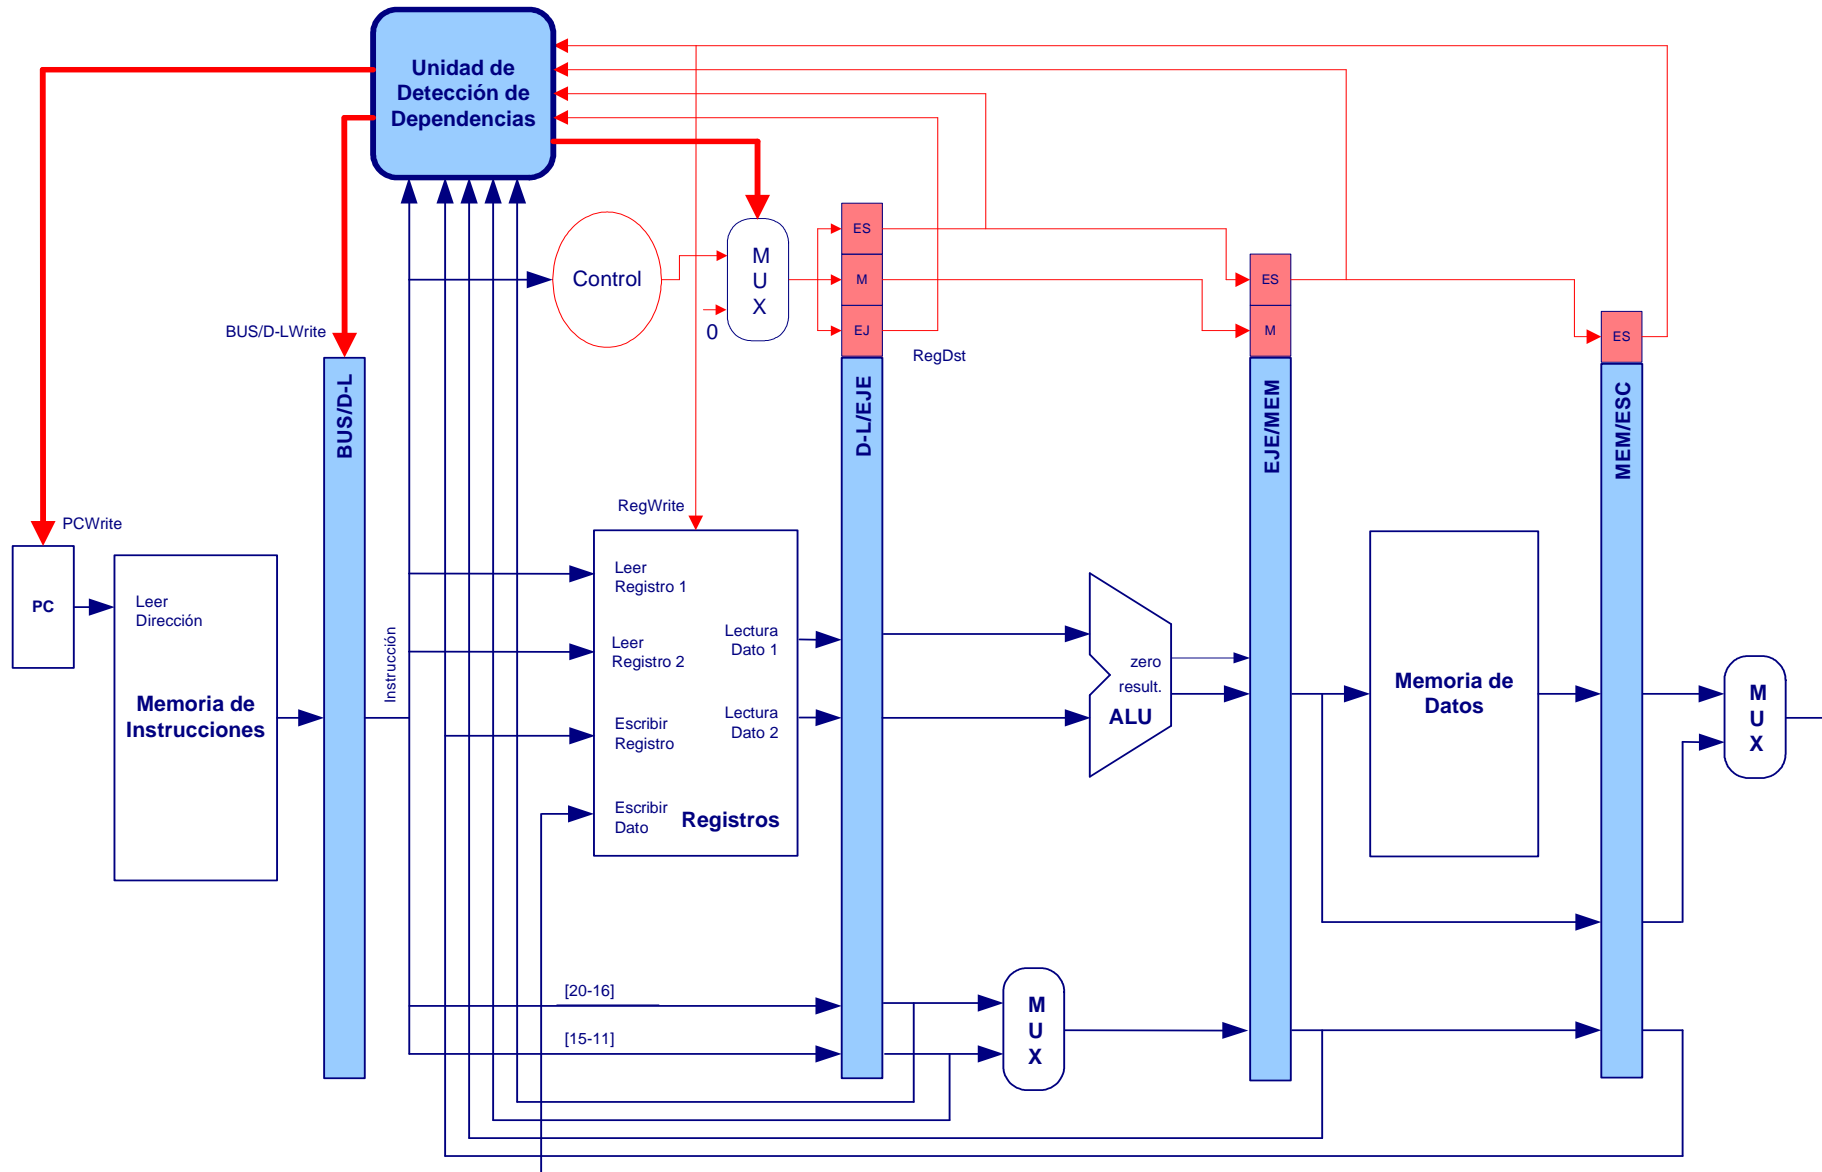 Unidad de
Detección de
Dependencias
Control
M
U
X
0
ES
M
EJ
RegDst
ES
M
ES
BUS/D-LWrite
BUS/D-L
D-L/EJE
EJE/MEM
MEM/ESC
PCWrite
RegWrite
PC
Leer
Dirección
Memoria de
Instrucciones
Instrucción
Leer
Registro 1
Leer
Registro 2
Escribir
Registro
Escribir
Dato
Lectura
Dato 1
Lectura
Dato 2
Registros
zero
result.
ALU
Memoria de
Datos
M
U
X
[20-16]
[15-11]
M
U
X